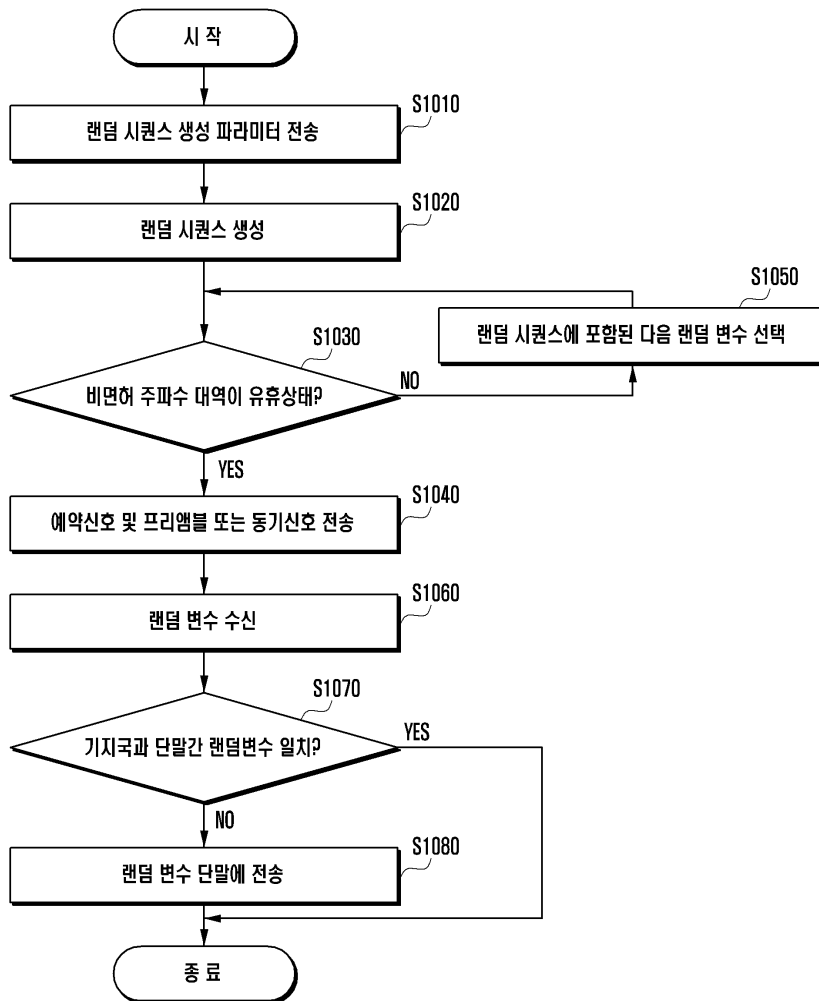 시 작
S1010
랜덤 시퀀스 생성 파라미터 전송
S1020
랜덤 시퀀스 생성
S1050
랜덤 시퀀스에 포함된 다음 랜덤 변수 선택
S1030
비면허 주파수 대역이 유휴상태?
NO
YES
S1040
예약신호 및 프리앰블 또는 동기신호 전송
S1060
랜덤 변수 수신
S1070
기지국과 단말간 랜덤변수 일치?
YES
NO
S1080
랜덤 변수 단말에 전송
종 료